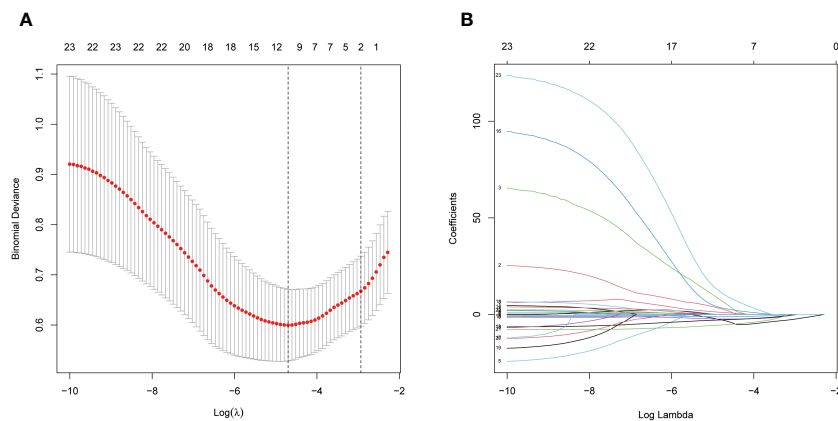 A
23 22 23 22 22 20 18 18 15 12 9 7 7 5 2 1
Binomial Deviance
1.1
1.0
0.9
0.8
0.7
0.6
−10 −8 −6 −4 −2
Log(λ)
B
23 22 17 7 0
Coefficients
100
50
0
23
16
3
2
5
−10 −8 −6 −4 −2
Log Lambda